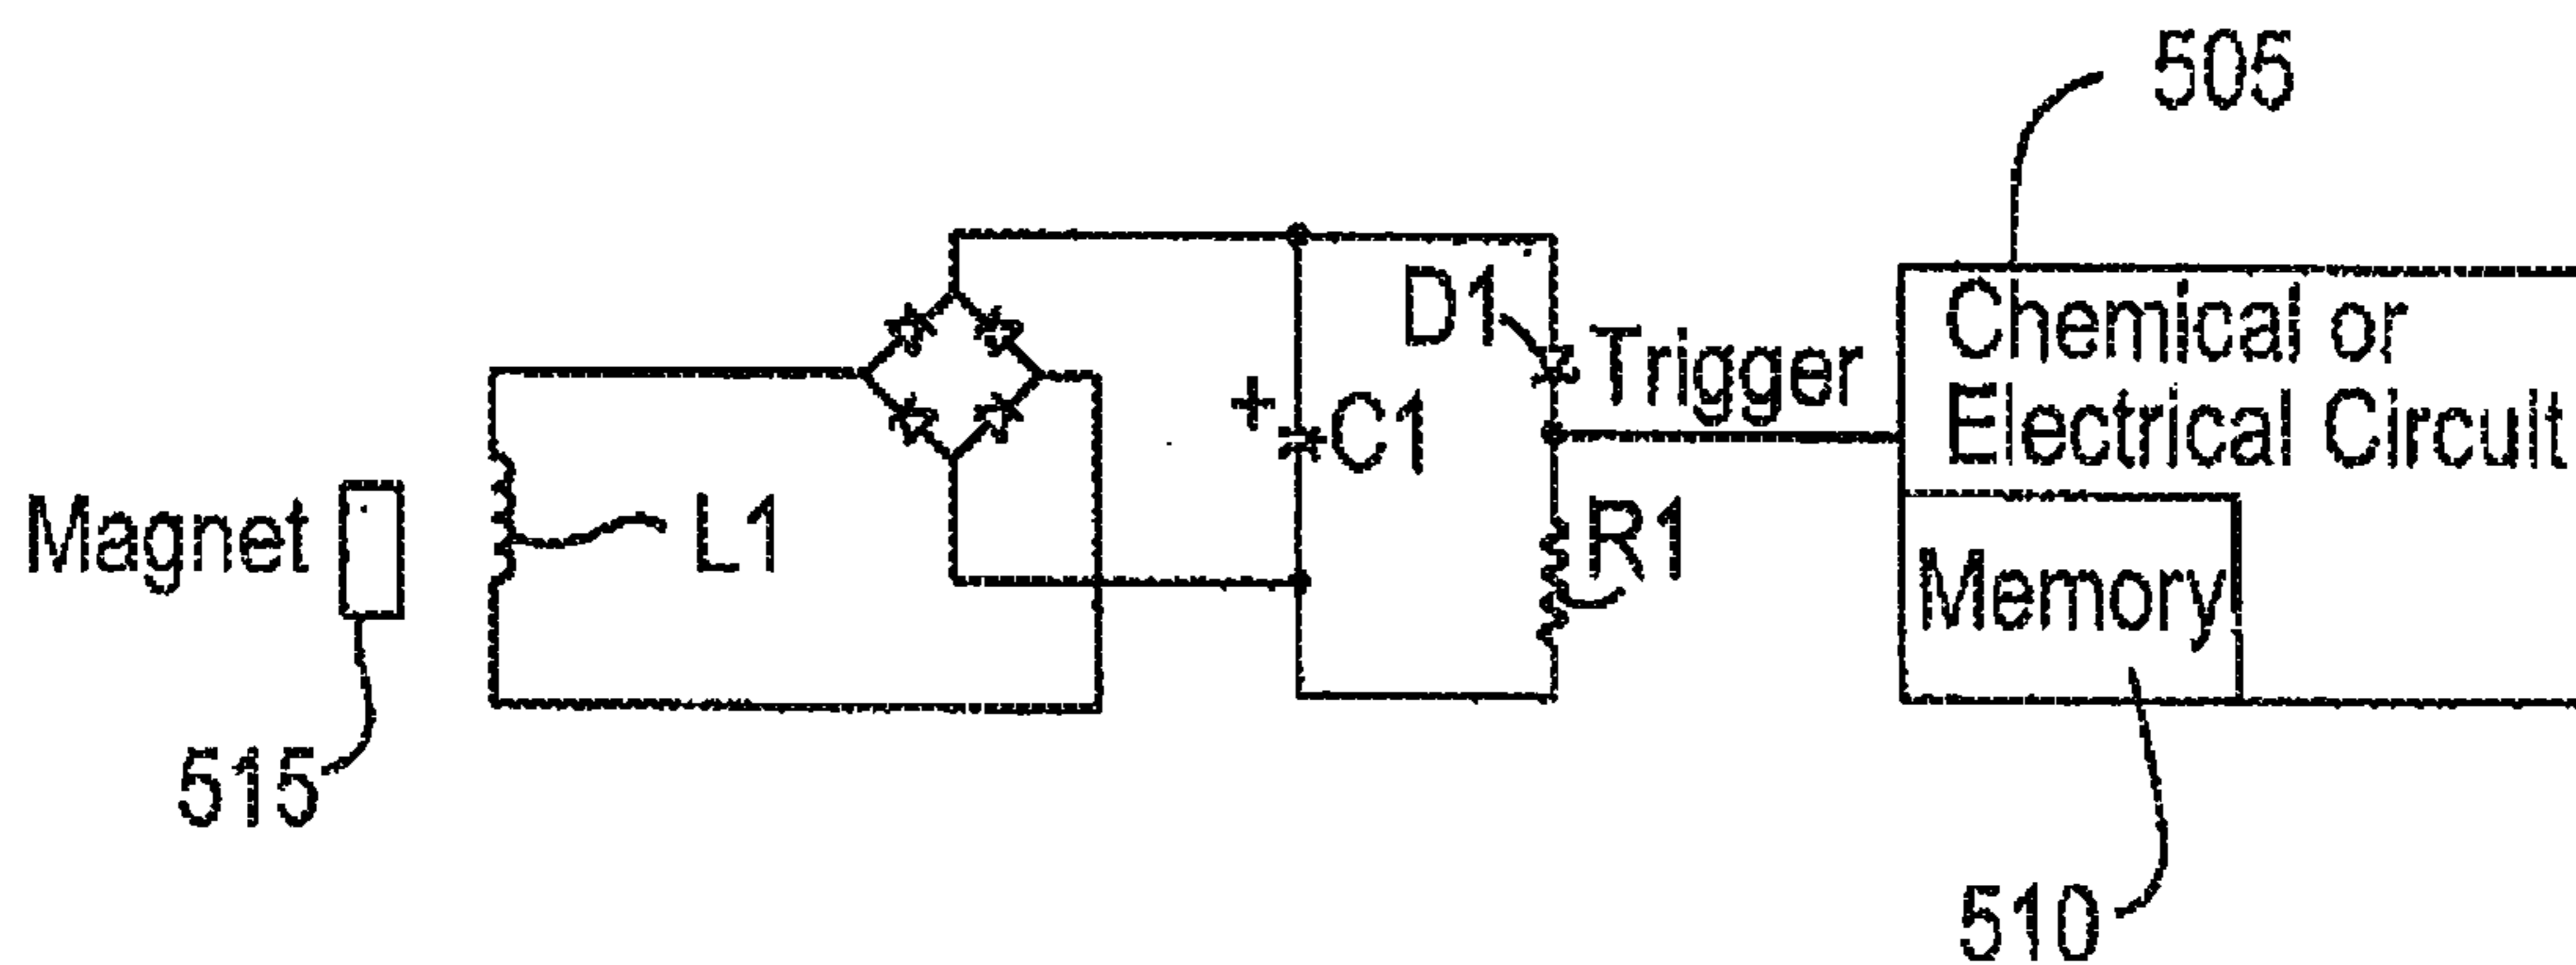 505
D1
Trigger
Chemical or
Electrical Circuit
+
C1
Magnet
L1
R1
Memory
515
510